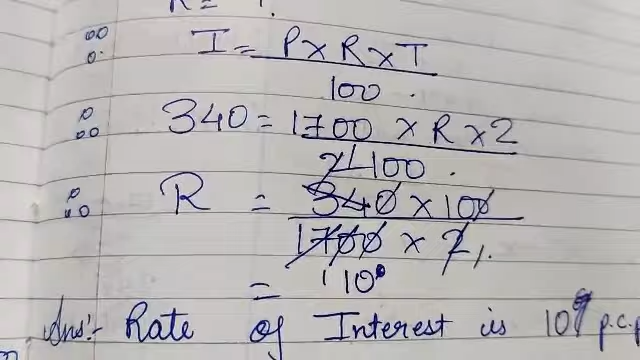 R =
∵ I = P x R x T
100 .
∴ 340 = 1700 x R x 2
100 .
∴ R = 340 x 100
1700 x 2
= 10
Ans:- Rate of Interest is 10% p.c.p